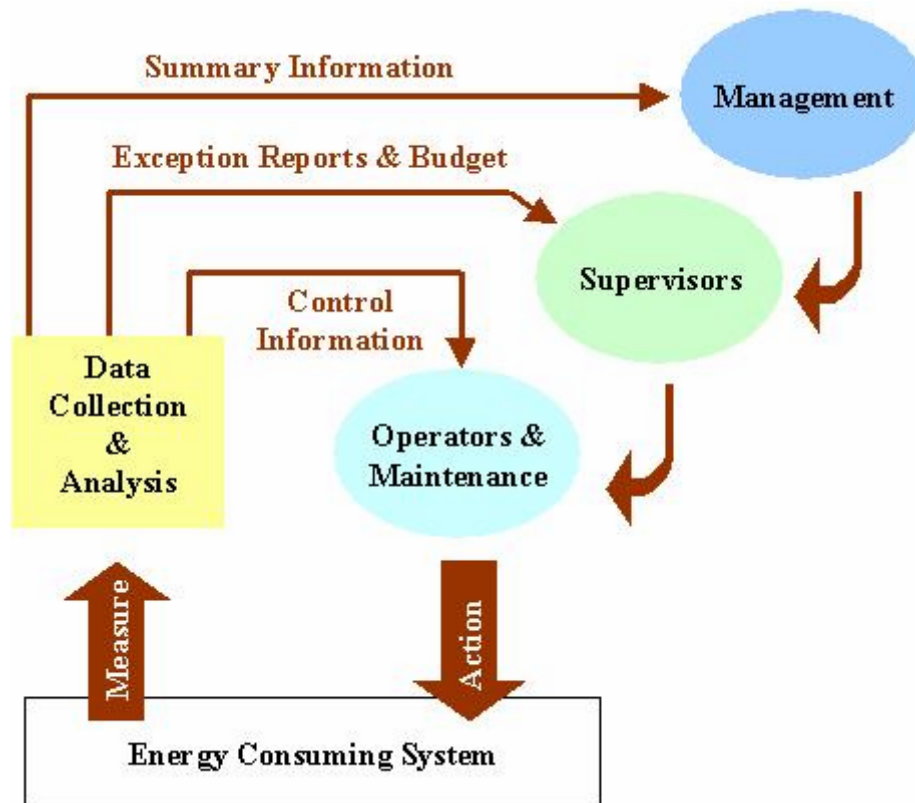 Summary Information
Management
Exception Reports & Budget
Supervisors
Control
Information
Data
Collection
&
Analysis
Operators &
Maintenance
Measure
Action
Energy Consuming System